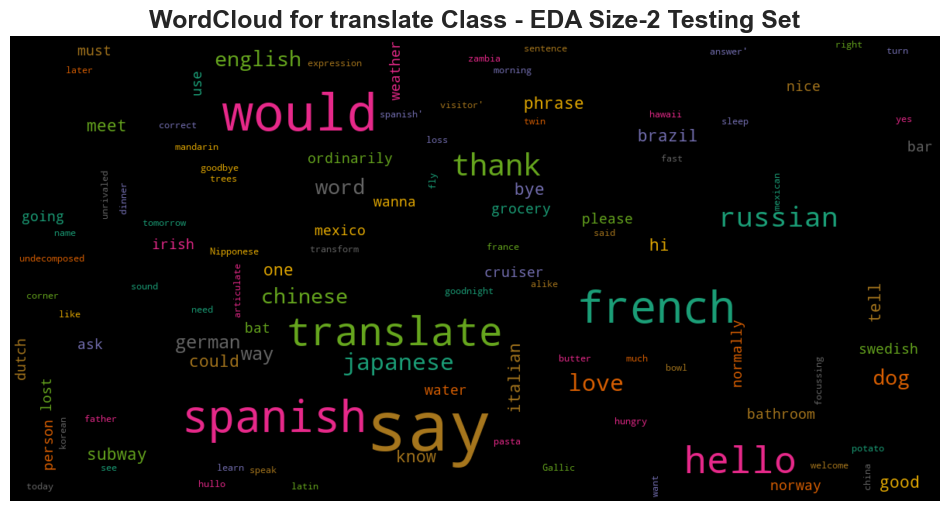 WordCloud for translate Class - EDA Size-2 Testing Set
must
later
use
english
expression
weather
zambia
sentence
morning
answer'
right
turn
nice
would
spanish'
visitor'
phrase
twin
hawaii
yes
meet
correct
loss
brazil
sleep
bar
mandarin
ordinarily
thank
fast
goodbye
trees
word
fly
bye
unrivaled
dinner
wanna
grocery
mexican
going
name
tomorrow
mexico
please
said
russian
undecomposed
irish
Nipponese
transform
france
hi
one
cruiser
alike
corner
sound
articulate
chinese
goodnight
french
tell
like
need
bat
translate
ask
german
way
could
japanese
dutch
italian
butter
much
bowl
normally
swedish
focussing
love
dog
water
person
lost
korean
father
spanish
say
know
pasta
hungry
bathroom
subway
see
learn
speak
Gallic
hello
potato
welcome
china
today
hullo
latin
want
norway
good